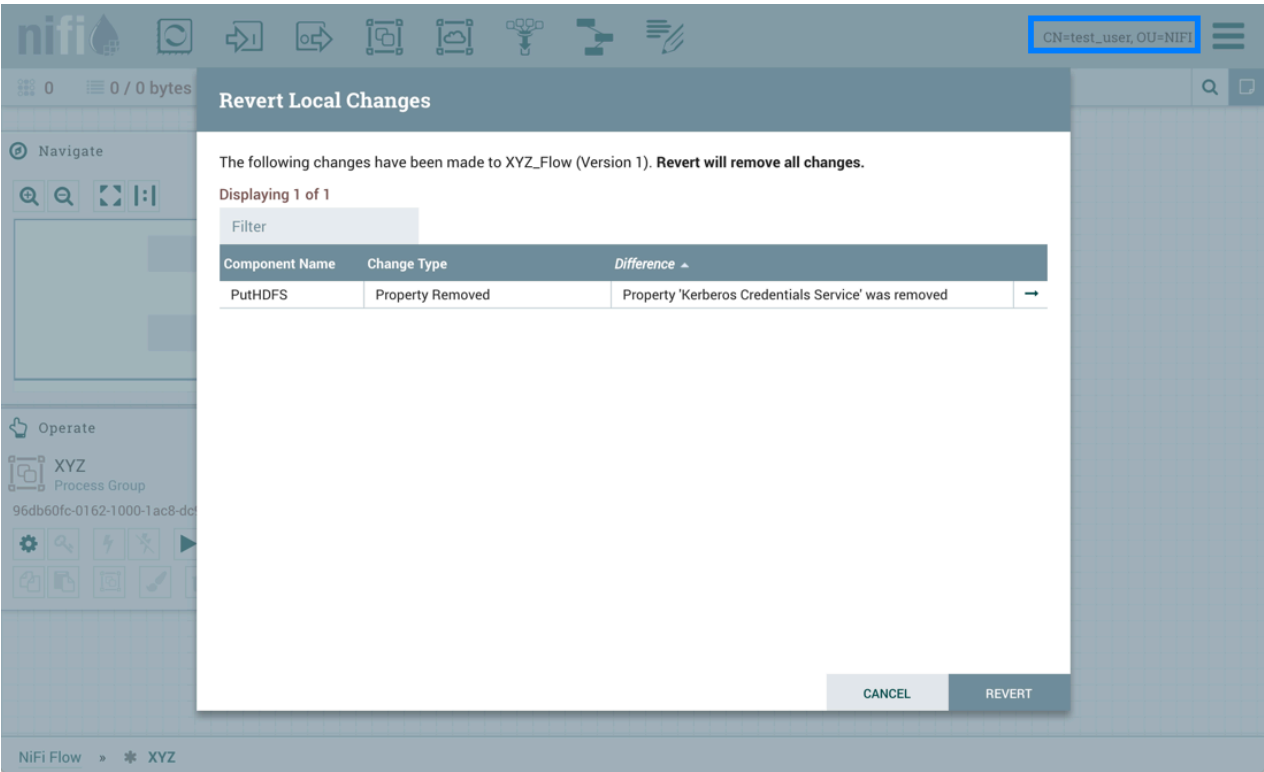 nifi
CN=test_user, OU=NIFI
0
0 / 0 bytes
Revert Local Changes
Navigate
The following changes have been made to XYZ_Flow (Version 1). Revert will remove all changes.
Displaying 1 of 1
Filter
Component Name Change Type Difference
PutHDFS Property Removed Property 'Kerberos Credentials Service' was removed
Operate
XYZ
Process Group
96db60fc-0162-1000-1ac8-dc
CANCEL REVERT
NiFi Flow » XYZ